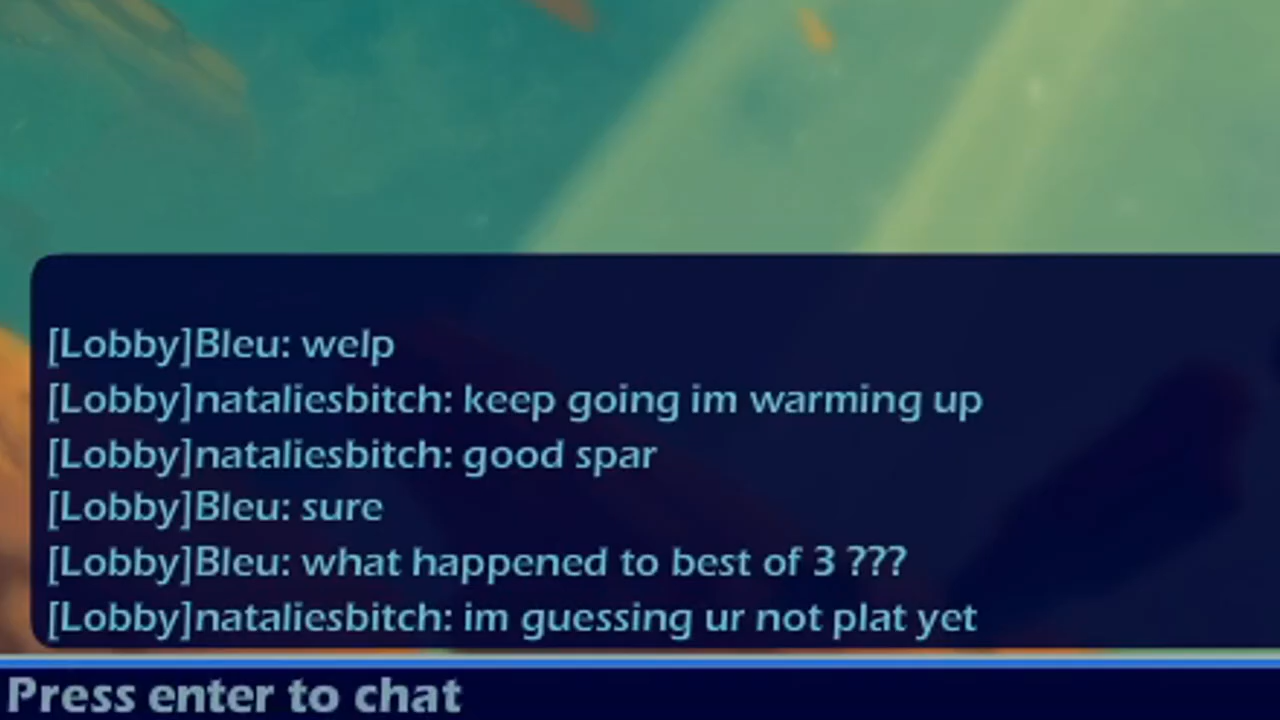 [Lobby]Bleu: welp
[Lobby]nataliesbitch: keep going im warming up
[Lobby]nataliesbitch: good spar
[Lobby]Bleu: sure
[Lobby]Bleu: what happened to best of 3 ???
[Lobby]nataliesbitch: im guessing ur not plat yet
Press enter to chat